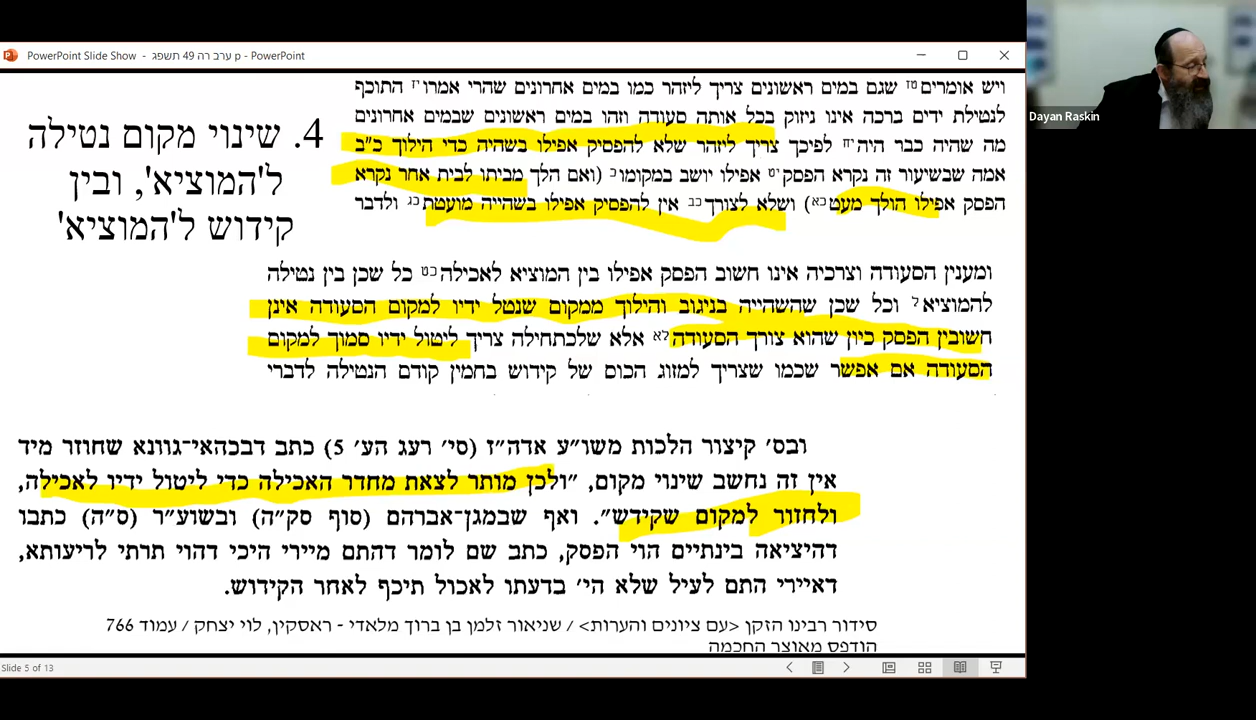 PowerPoint Slide Show - ערב רה 49 תשפג p - PowerPoint
Dayan Raskin
4. שינוי מקום נטילה
ל'המוציא', ובין
קידוש ל'המוציא'
ויש אומרים טז שגם במים ראשונים צריך ליזהר כמו במים אחרונים שהרי אמרו יז התוכף
לנטילת ידים ברכה אינו ניזוק בכל אותה סעודה וזהו במים ראשונים שבמים אחרונים
מה שהיה כבר היה יח לפיכך צריך ליזהר שלא להפסיק אפילו בשהיה כדי הילוך כ"ב
אמה שבשיעור זה נקרא הפסק יט אפילו יושב במקומו כ (ואם הלך מביתו לבית אחר נקרא
הפסק אפילו הולך מעט כא) ושלא לצורך כב אין להפסיק אפילו בשהייה מועטת כג ולדבר
ומענין הסעודה וצרכיה אינו חשוב הפסק אפילו בין המוציא לאכילה כט כל שכן בין נטילה
להמוציא ל וכל שכן שהשהייה בניגוב והילוך ממקום שנטל ידיו למקום הסעודה אינן
חשובין הפסק כיון שהוא צורך הסעודה לא אלא שלכתחילה צריך ליטול ידיו סמוך למקום
הסעודה אם אפשר שכמו שצריך למזוג הכוס של קידוש בחמין קודם הנטילה לדברי
ובס' קיצור הלכות משו"ע אדה"ז (סי' רעג הע' 5) כתב דבכהאי־גוונא שחוזר מיד
אין זה נחשב שינוי מקום, "ולכן מותר לצאת מחדר האכילה כדי ליטול ידיו לאכילה,
ולחזור למקום שקידש". ואף שבמגן־אברהם (סוף סק"ה) ובשוע"ר (ס"ה) כתבו
דהיציאה בינתיים הוי הפסק, כתב שם לומר דהתם מיירי היכי דהוי תרתי לריעותא,
דאיירי התם לעיל שלא הי' בדעתו לאכול תיכף לאחר הקידוש.
סידור רבינו הזקן <עם ציונים והערות> / שניאור זלמן בן ברוך מלאדי - ראסקין, לוי יצחק / עמוד 766
הודפס מאוצר החכמה
Slide 5 of 13